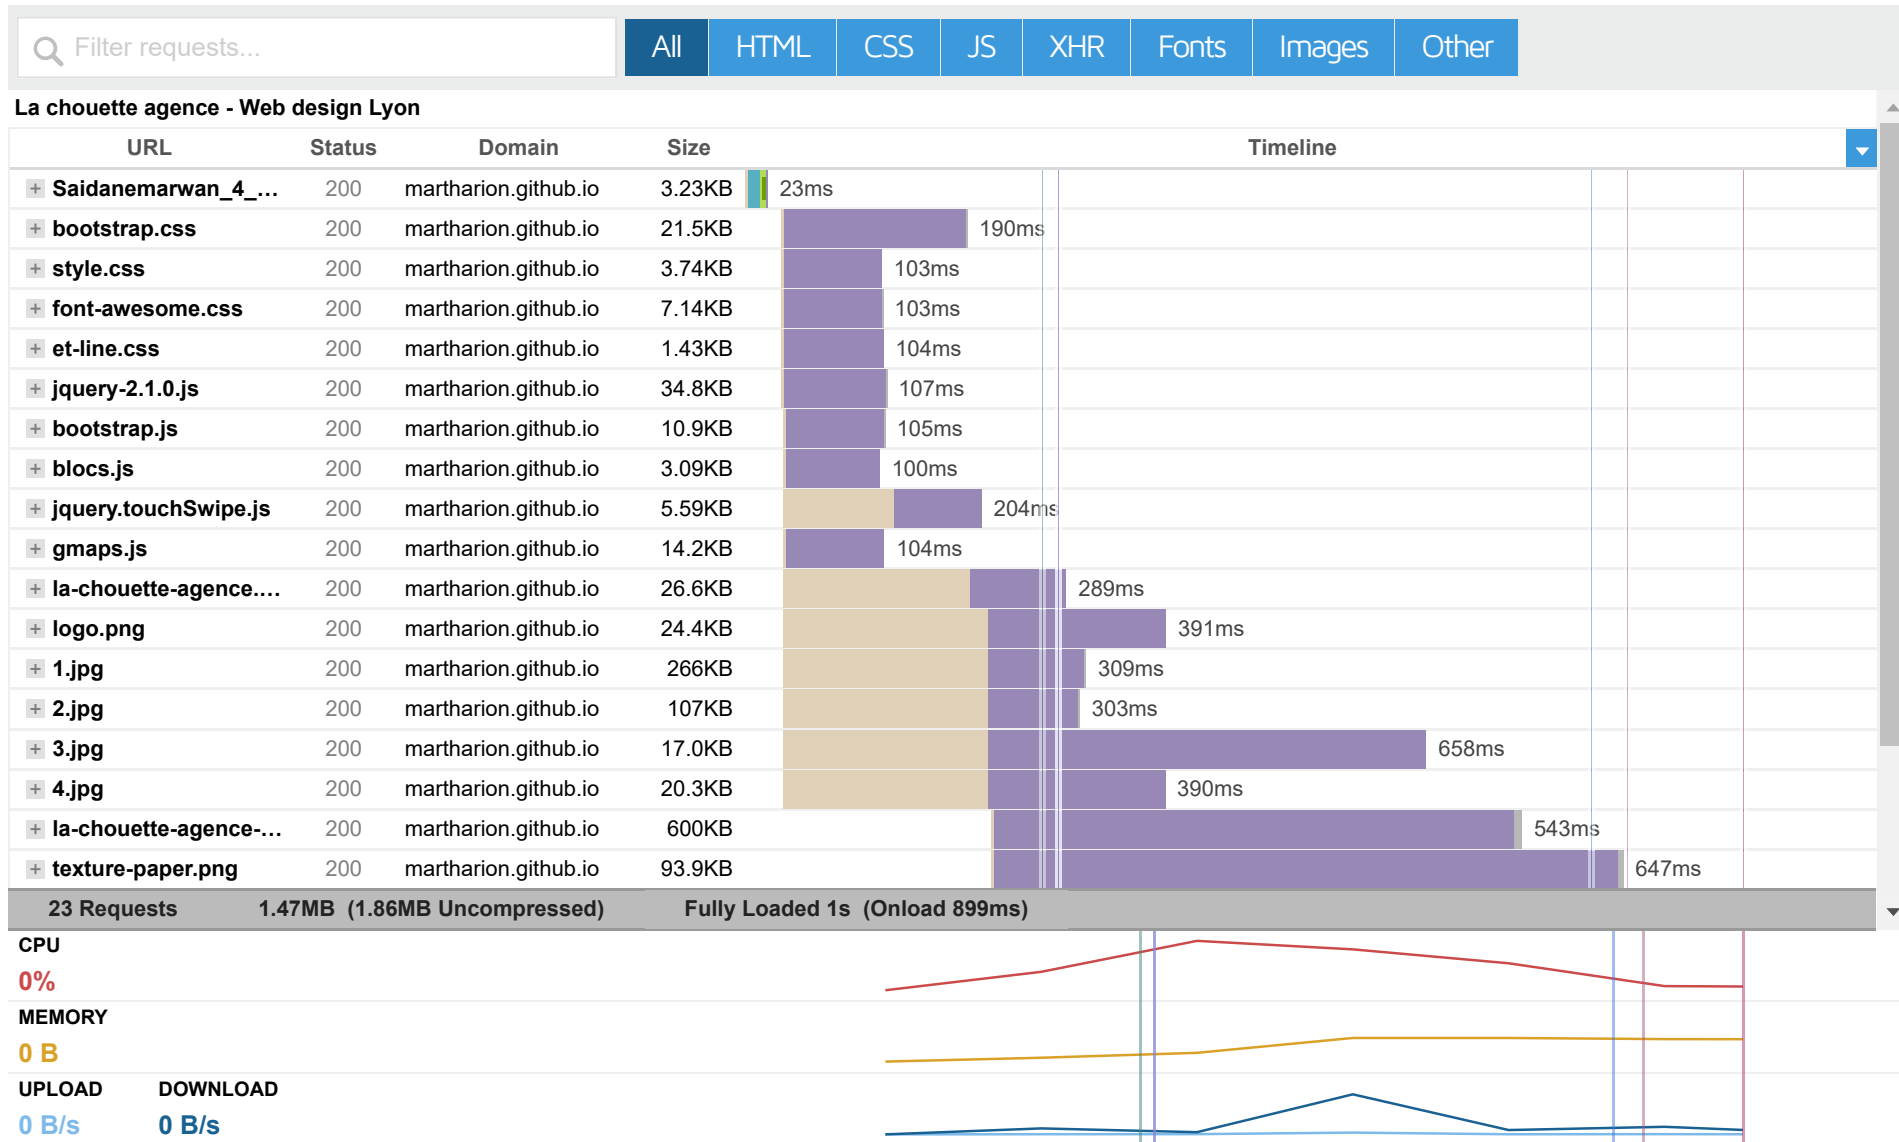 Filter requests...
All HTML CSS JS XHR Fonts Images Other
La chouette agence - Web design Lyon
URL Status Domain Size Timeline
Saidanemarwan_4_... 200 martharion.github.io 3.23KB 23ms
bootstrap.css 200 martharion.github.io 21.5KB 190ms
style.css 200 martharion.github.io 3.74KB 103ms
font-awesome.css 200 martharion.github.io 7.14KB 103ms
et-line.css 200 martharion.github.io 1.43KB 104ms
jquery-2.1.0.js 200 martharion.github.io 34.8KB 107ms
bootstrap.js 200 martharion.github.io 10.9KB 105ms
blocs.js 200 martharion.github.io 3.09KB 100ms
jquery.touchSwipe.js 200 martharion.github.io 5.59KB 204ms
gmaps.js 200 martharion.github.io 14.2KB 104ms
la-chouette-agence.... 200 martharion.github.io 26.6KB 289ms
logo.png 200 martharion.github.io 24.4KB 391ms
1.jpg 200 martharion.github.io 266KB 309ms
2.jpg 200 martharion.github.io 107KB 303ms
3.jpg 200 martharion.github.io 17.0KB 658ms
4.jpg 200 martharion.github.io 20.3KB 390ms
la-chouette-agence-... 200 martharion.github.io 600KB 543ms
texture-paper.png 200 martharion.github.io 93.9KB 647ms
23 Requests 1.47MB (1.86MB Uncompressed) Fully Loaded 1s (Onload 899ms)
CPU
0%
MEMORY
0 B
UPLOAD DOWNLOAD
0 B/s 0 B/s